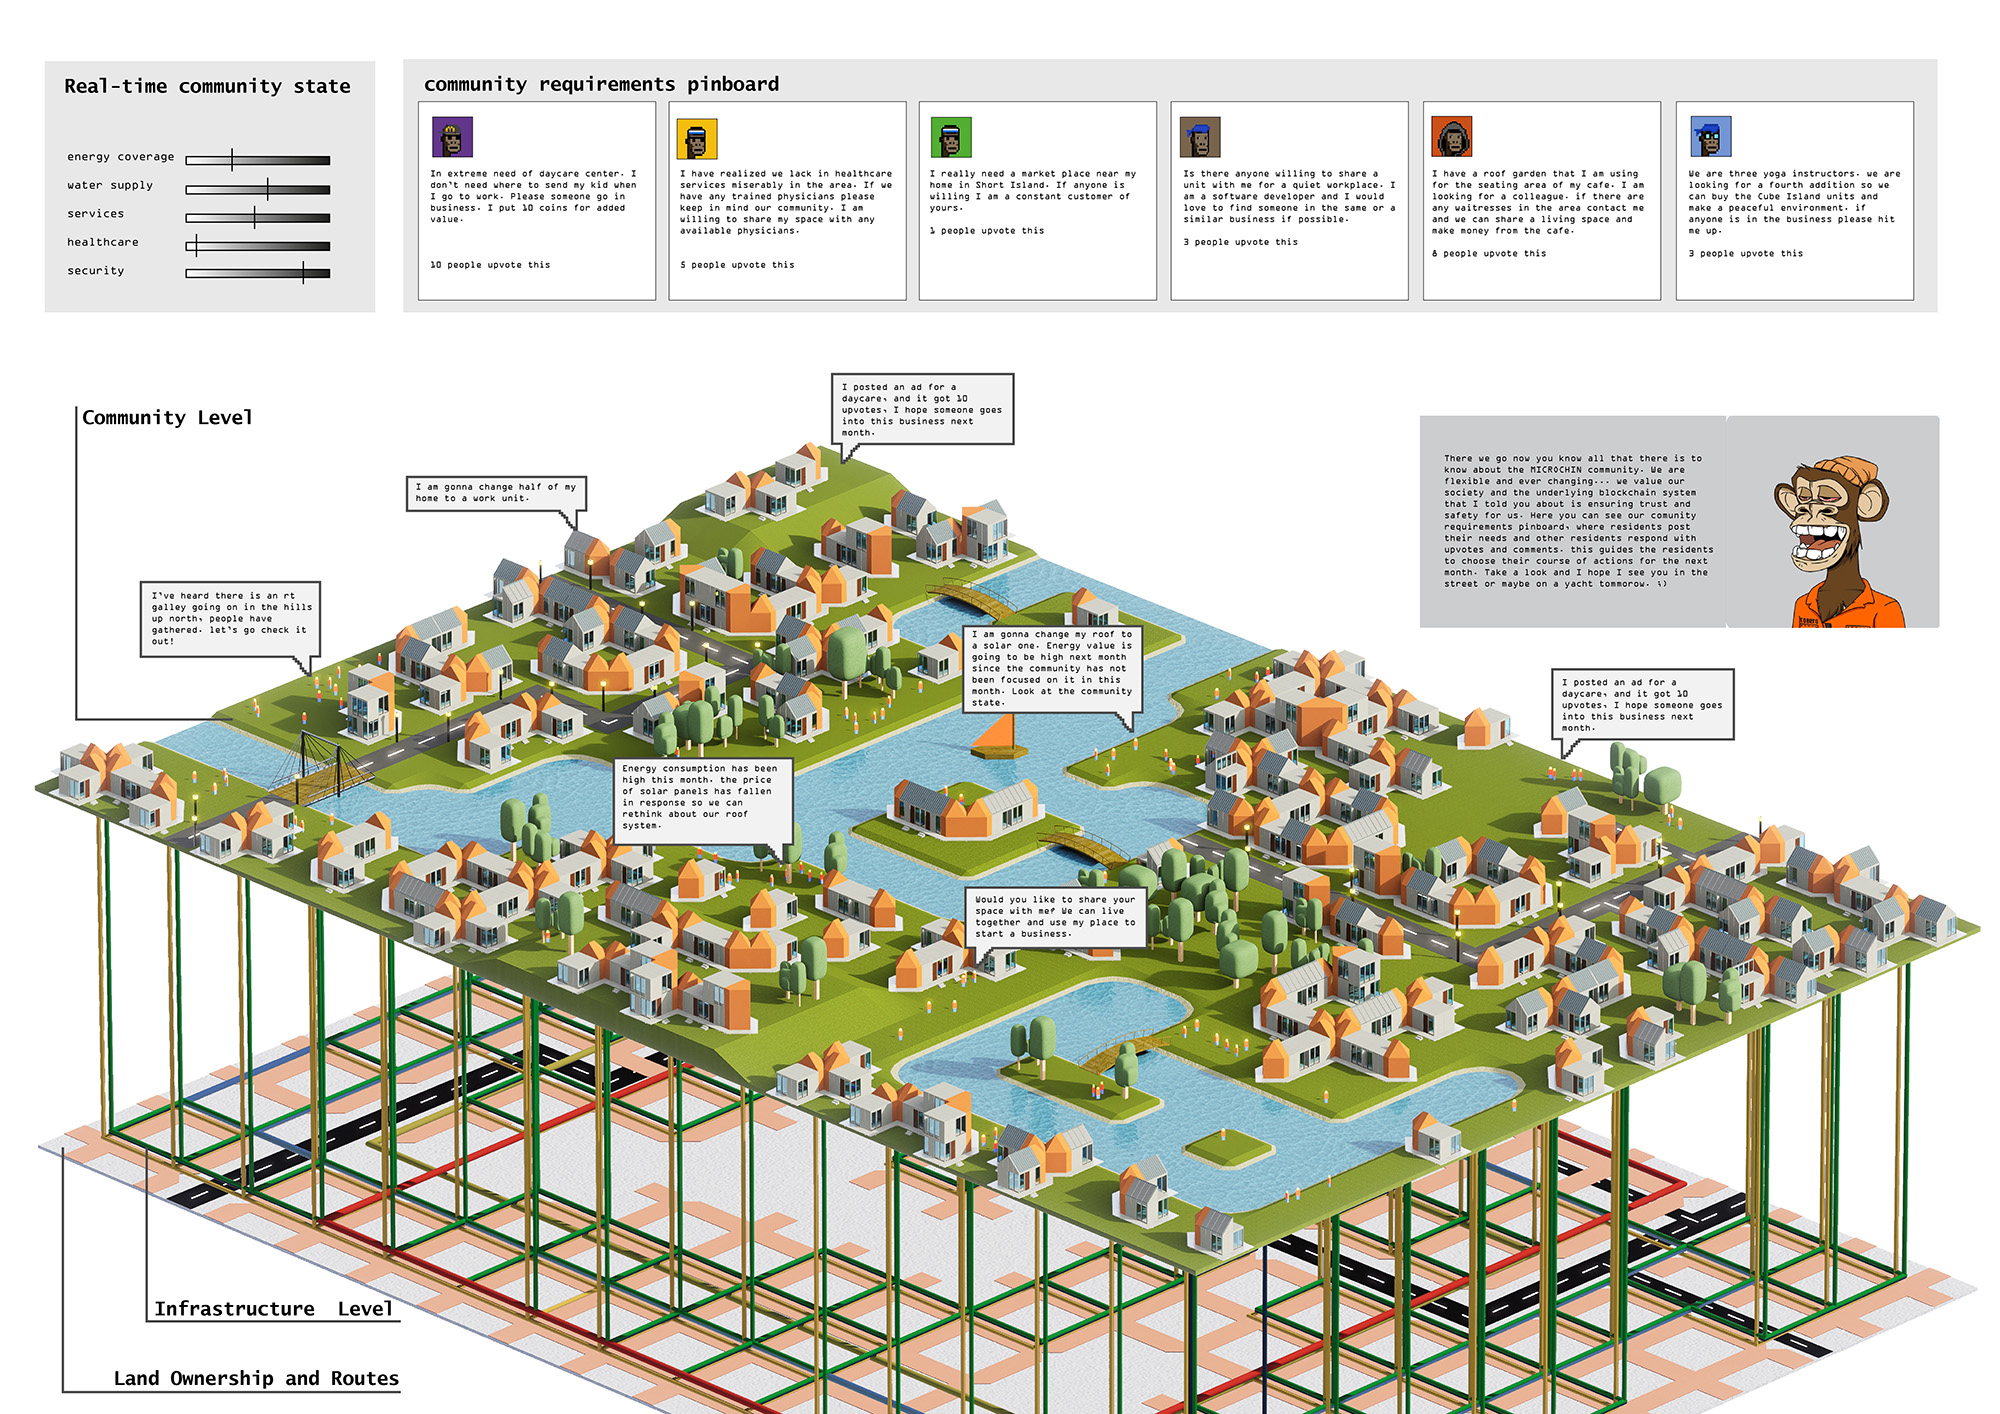 Real-time community state
energy coverage
water supply
services
healthcare
security
community requirements pinboard
In extreme need of daycare center. I
don't need where to send my kid when
I go to work. Please someone go in
business. I put 10 coins for added
value.
10 people upvote this
I have realized we lack in healthcare
services miserably in the area. If we
have any trained physicians please
keep in mind our community. I am
willing to share my space with any
available physicians.
5 people upvote this
I really need a market place near my
home in Short Island. If anyone is
willing I am a constant customer of
yours.
1 people upvote this
Is there anyone willing to share a
unit with me for a quiet workplace. I
am a software developer and I would
love to find someone in the same or a
similar business if possible.
3 people upvote this
I have a roof garden that I am using
for the seating area of my cafe. I am
looking for a colleague. if there are
any waitresses in the area contact me
and we can share a living space and
make money from the cafe.
8 people upvote this
We are three yoga instructors. we are
looking for a fourth addition so we
can buy the Cube Island units and
make a peaceful environment. if
anyone is in the business please hit
me up.
3 people upvote this
Community Level
I posted an ad for a
daycare, and it got 10
upvotes, I hope someone goes
into this business next
month.
I am gonna change half of my
home to a work unit.
I've heard there is an rt
galley going on in the hills
up north, people have
gathered. let's go check it
out!
I am gonna change my roof to
a solar one. Energy value is
going to be high next month
since the community has not
been focused on it in this
month. Look at the community
state.
There we go now you know all that there is to
know about the MICROCHIN community. We are
flexible and ever changing... we value our
society and the underlying blockchain system
that I told you about is ensuring trust and
safety for us. Here you can see our comunity
requirements pinboard, where residents post
their needs and other residents respond with
upvotes and comments. this guides the residents
to choose their course of actions for the next
month. Take a look and I hope I see you in the
street or maybe on a yacht tommorow. ;)
I posted an ad for a
daycare, and it got 10
upvotes, I hope someone goes
into this business next
month.
Energy consumption has been
high this month. the price
of solar panels has fallen
in response so we can
rethink about our roof
system.
Would you like to share your
space with me? We can live
together and use my place to
start a business.
Infrastructure Level
Land Ownership and Routes